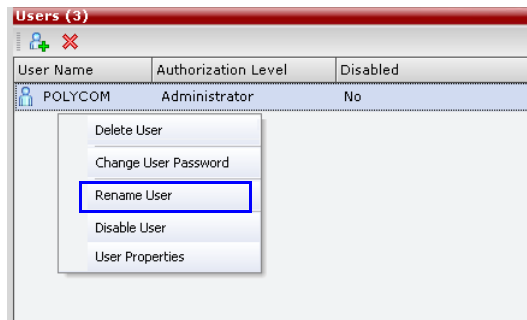 Users (3)
User Name Authorization Level Disabled
POLYCOM Administrator No
Delete User
Change User Password
Rename User
Disable User
User Properties